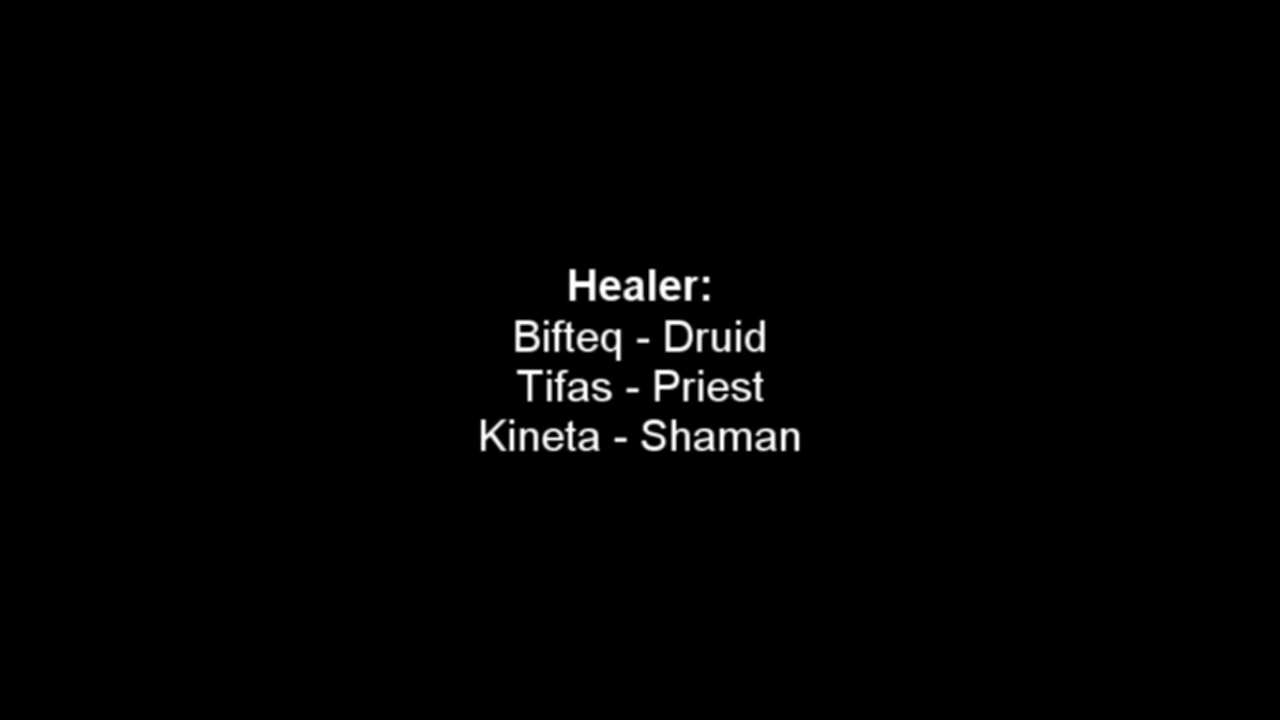 Healer:
Bifteq - Druid
Tifas - Priest
Kineta - Shaman